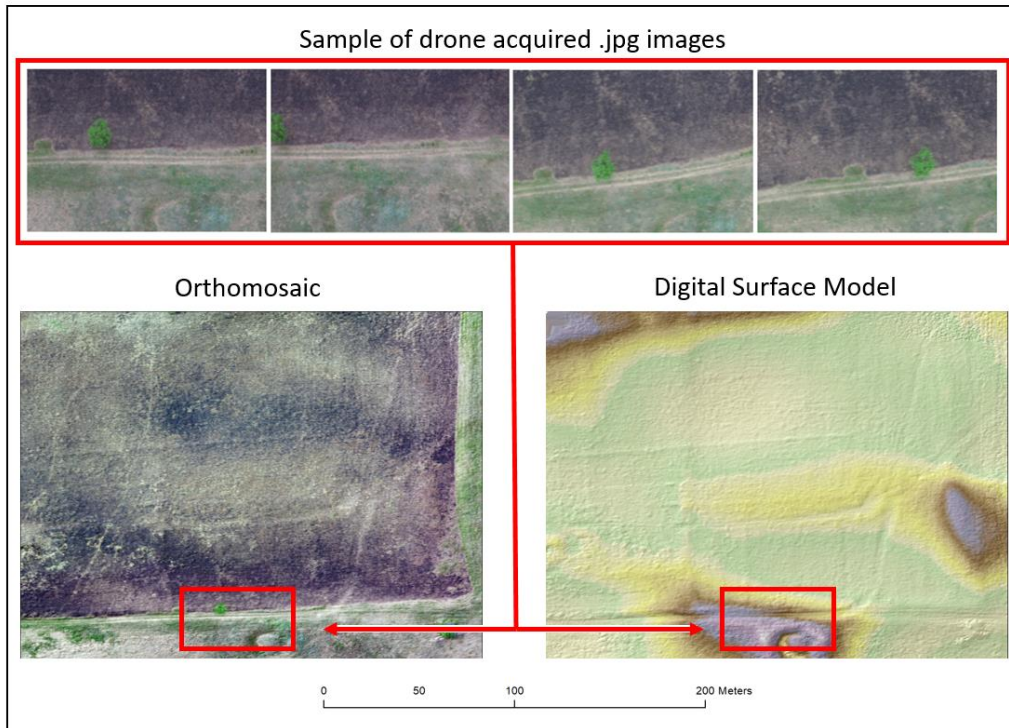 Sample of drone acquired .jpg images
Orthomosaic
Digital Surface Model
0 50 100 200 Meters